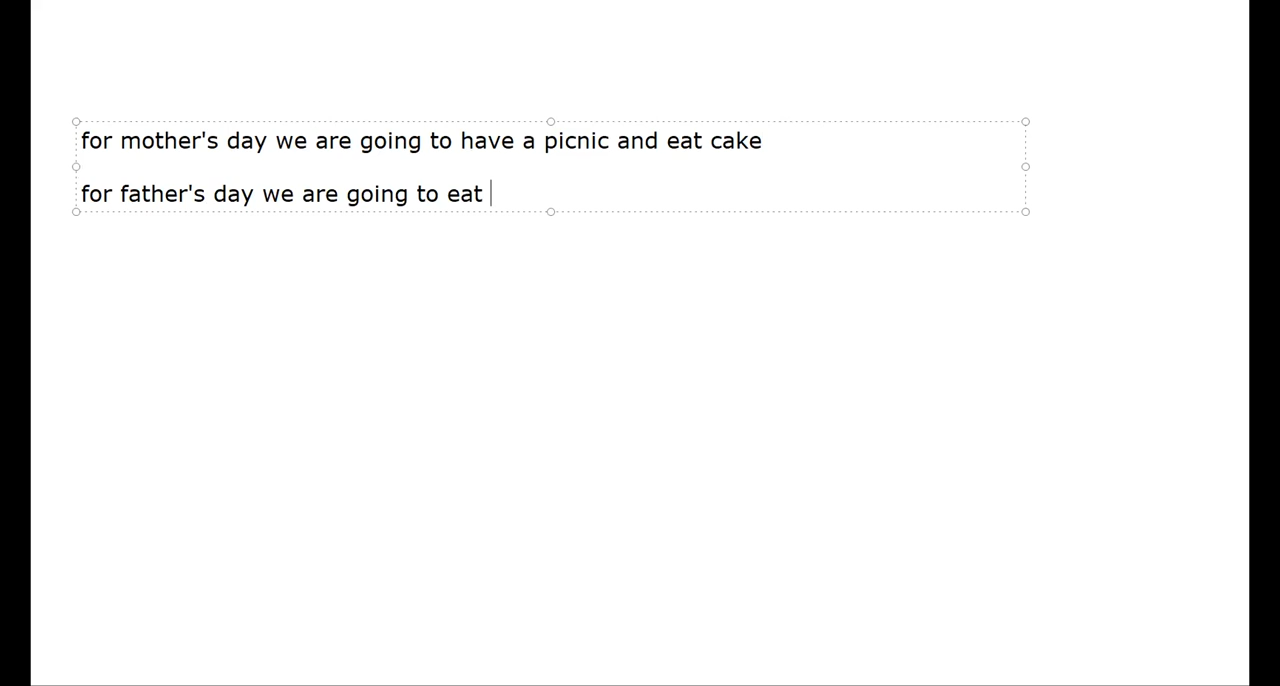 for mother's day we are going to have a picnic and eat cake
for father's day we are going to eat